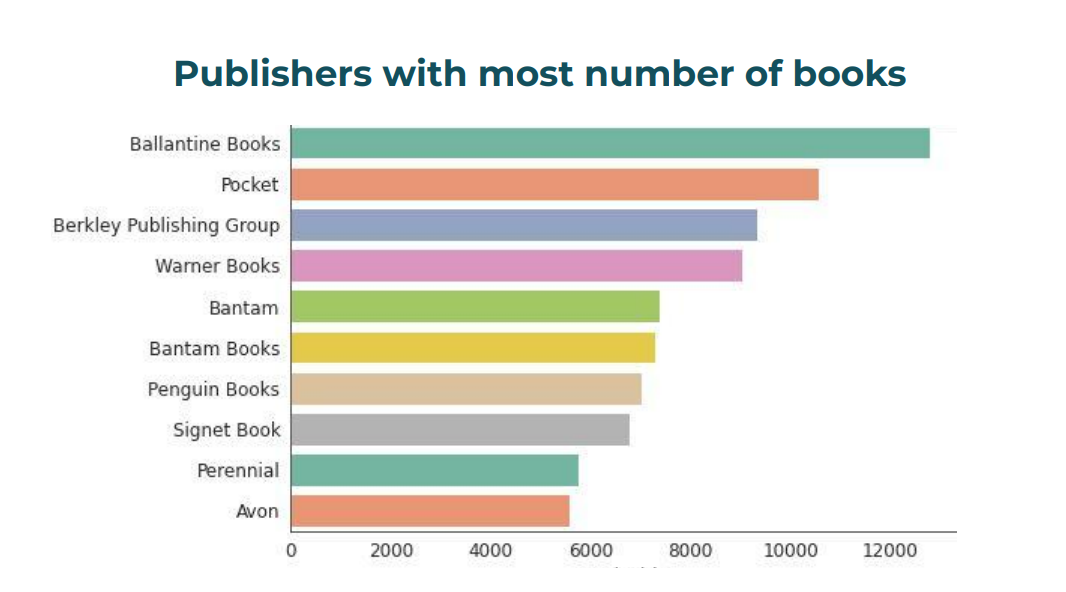 Publishers with most number of books
Ballantine Books
Pocket
Berkley Publishing Group
Warner Books
Bantam
Bantam Books
Penguin Books
Signet Book
Perennial
Avon
0 2000 4000 6000 8000 10000 12000